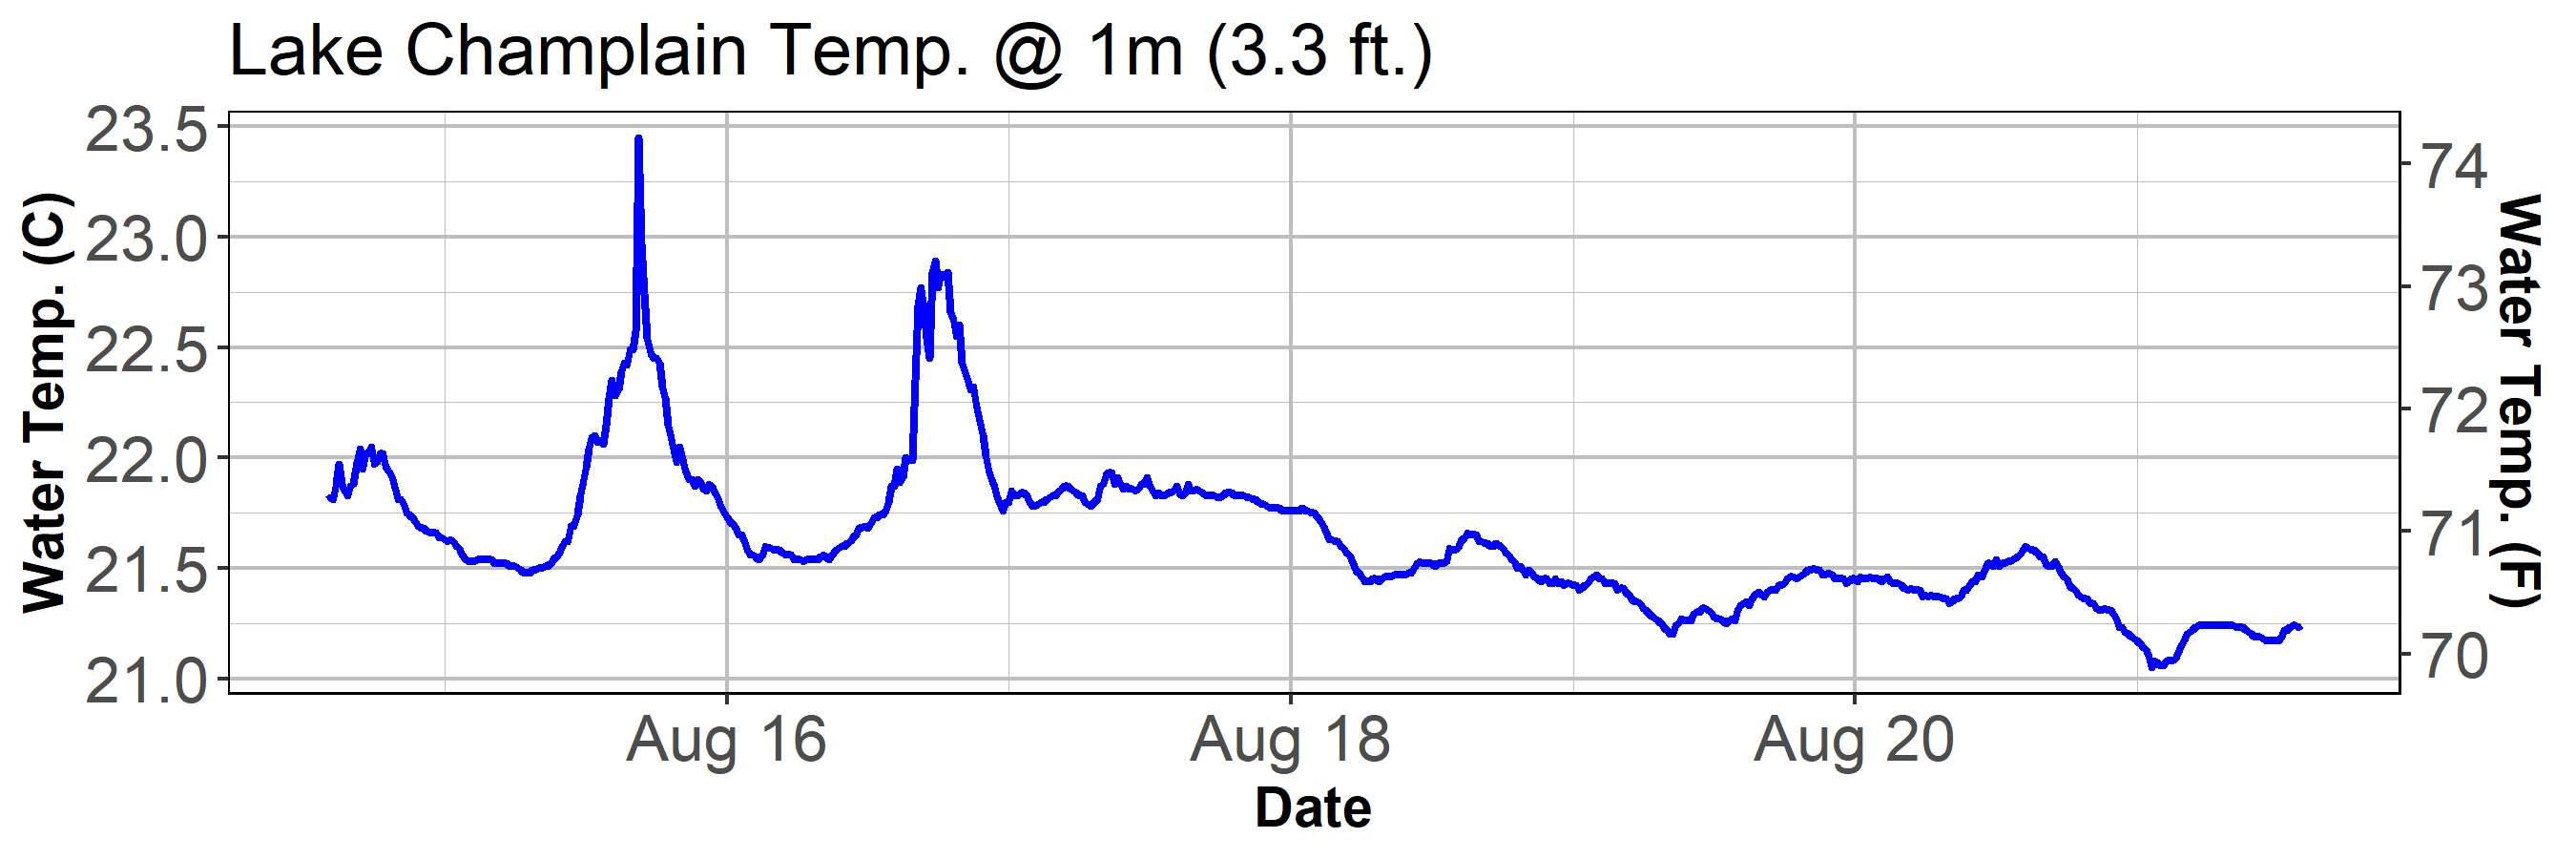 Lake Champlain Temp. @ 1m (3.3 ft.)
Water Temp. (C)
23.5
23.0
22.5
22.0
21.5
21.0
74
73
72
71
70
Water Temp. (F)
Aug 16
Aug 18
Aug 20
Date